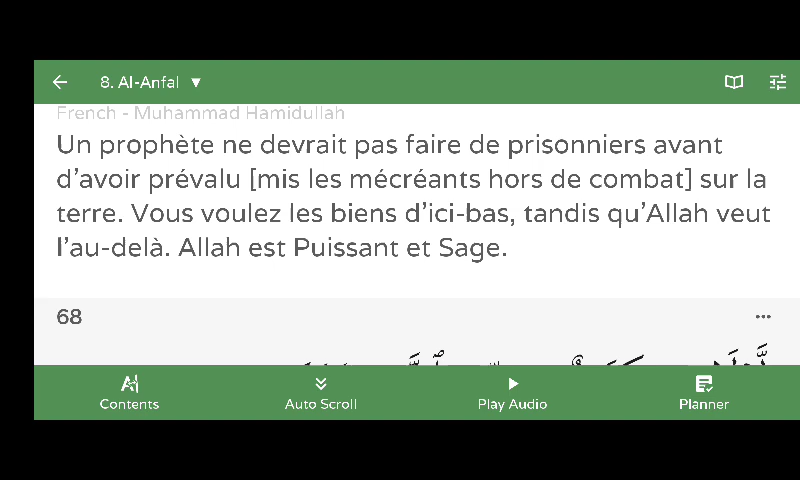 8. Al-Anfal ▼
French - Muhammad Hamidullah
Un prophète ne devrait pas faire de prisonniers avant
d'avoir prévalu [mis les mécréants hors de combat] sur la
terre. Vous voulez les biens d'ici-bas, tandis qu'Allah veut
l'au-delà. Allah est Puissant et Sage.
68
Contents
Auto Scroll
Play Audio
Planner